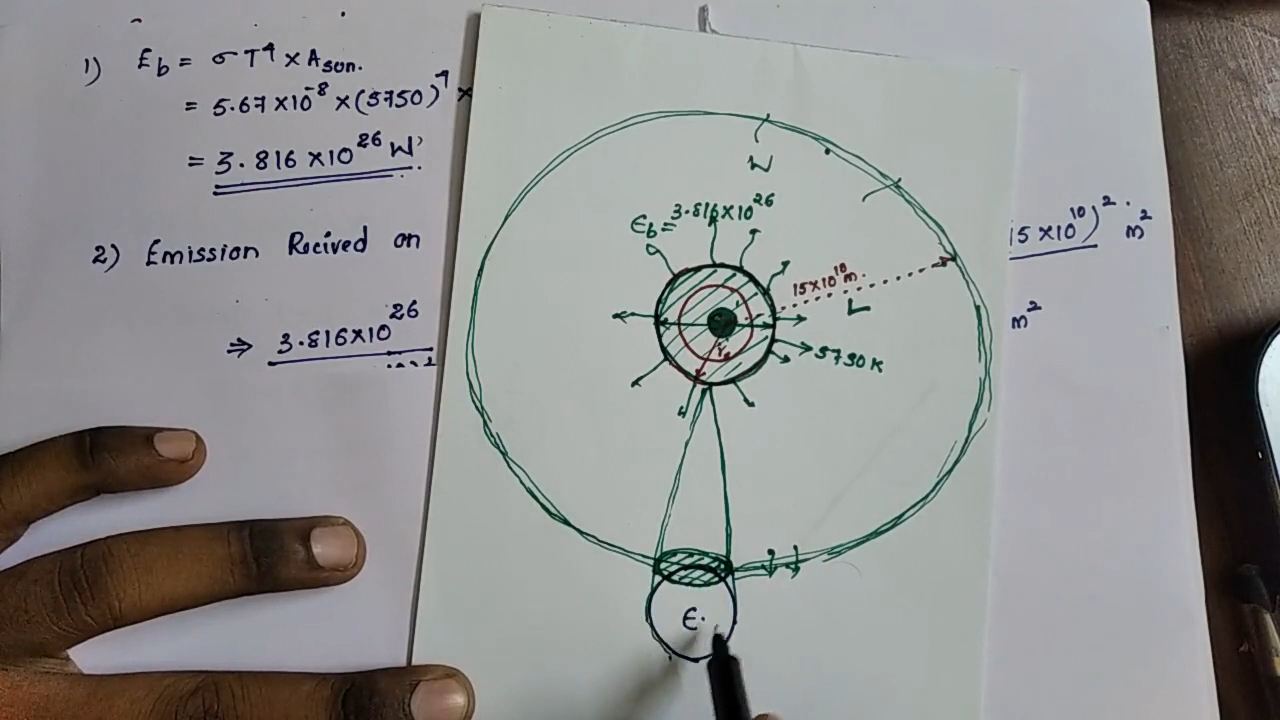 1) Eb = σT⁴ × Asun.
= 5.67 × 10⁻⁸ × (5750)⁴ ×
= 3.816 × 10²⁶ W
2) Emission Recived on
⇒ 3.816×10²⁶
15 × 10¹⁰)² m²
m²
W
Eb = 3.816×10²⁶
15×10¹⁰ m.
L
5750 K
E.